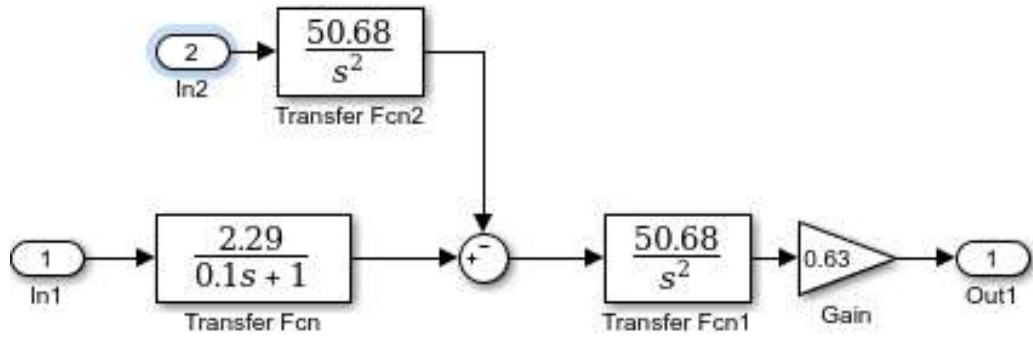 2
In2
50.68
s²
Transfer Fcn2
1
In1
2.29
0.1s + 1
Transfer Fcn
+
−
50.68
s²
Transfer Fcn1
0.63
Gain
1
Out1